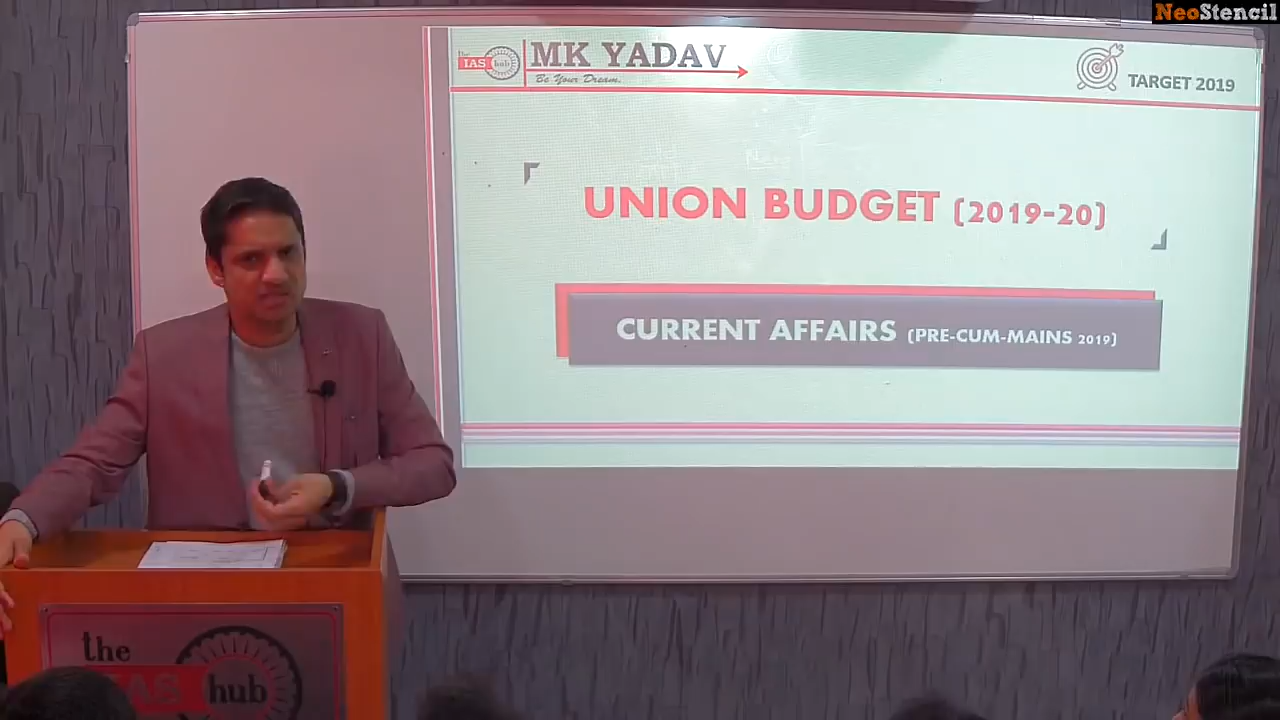 NeoStencil
the
IAS hub
MK YADAV
Be Your Dream.
TARGET 2019
UNION BUDGET (2019-20)
CURRENT AFFAIRS (PRE-CUM-MAINS 2019)
the
IAS hub